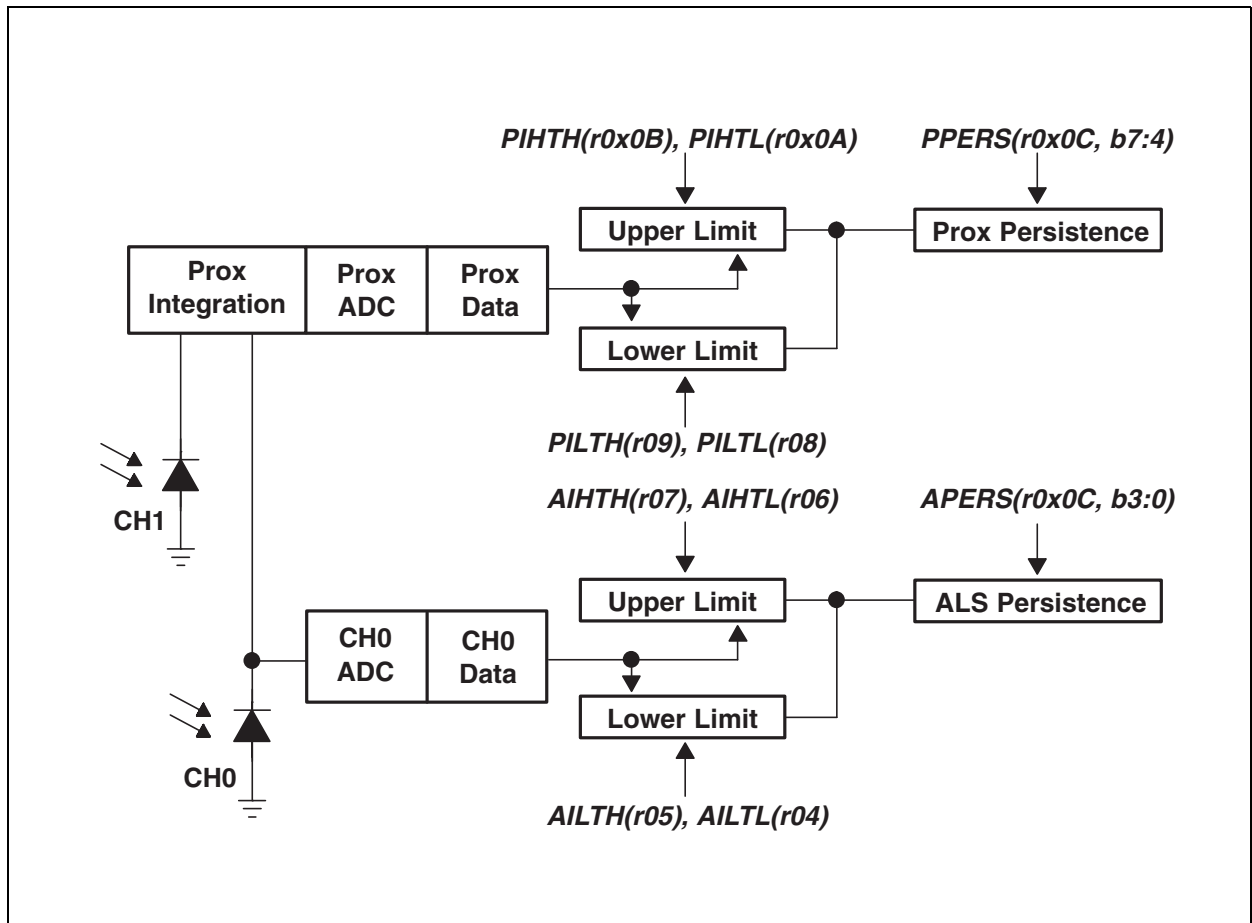 PIHTH(r0x0B), PIHTL(r0x0A)
PPERS(r0x0C, b7:4)
Upper Limit
Prox Persistence
Prox
Integration
Prox
ADC
Prox
Data
Lower Limit
PILTH(r09), PILTL(r08)
CH1
AIHTH(r07), AIHTL(r06)
APERS(r0x0C, b3:0)
Upper Limit
ALS Persistence
CH0
ADC
CH0
Data
Lower Limit
CH0
AILTH(r05), AILTL(r04)